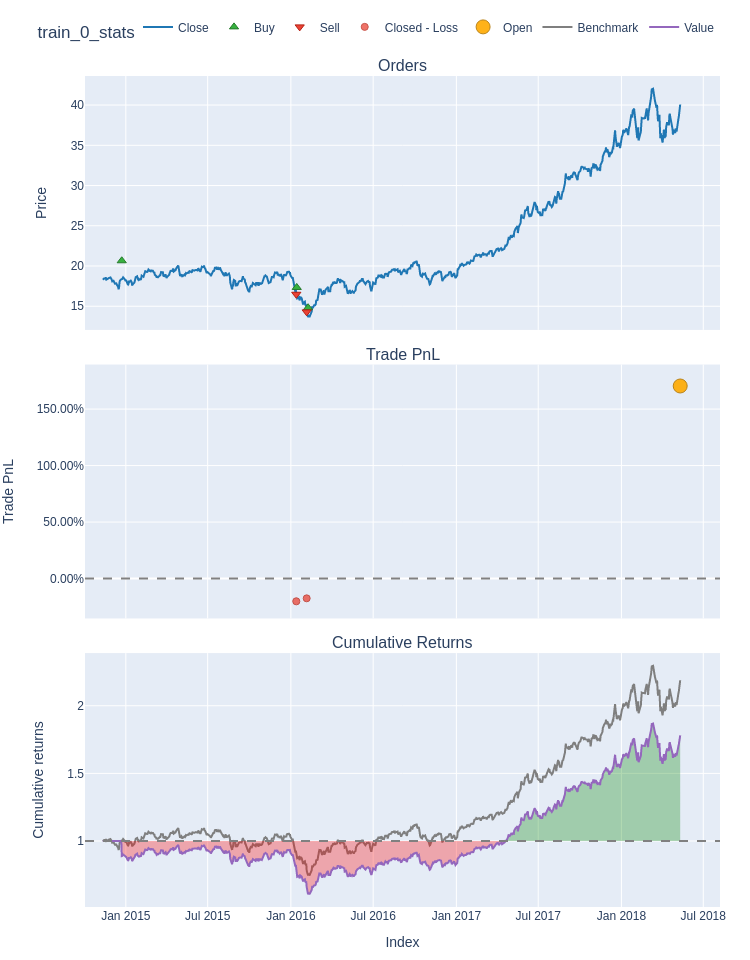 train_0_stats
Close Buy Sell Closed - Loss Open Benchmark Value
Orders
Price
40
35
30
25
20
15
Trade PnL
Trade PnL
150.00%
100.00%
50.00%
0.00%
Cumulative Returns
Cumulative returns
2
1.5
1
Jan 2015 Jul 2015 Jan 2016 Jul 2016 Jan 2017 Jul 2017 Jan 2018 Jul 2018
Index